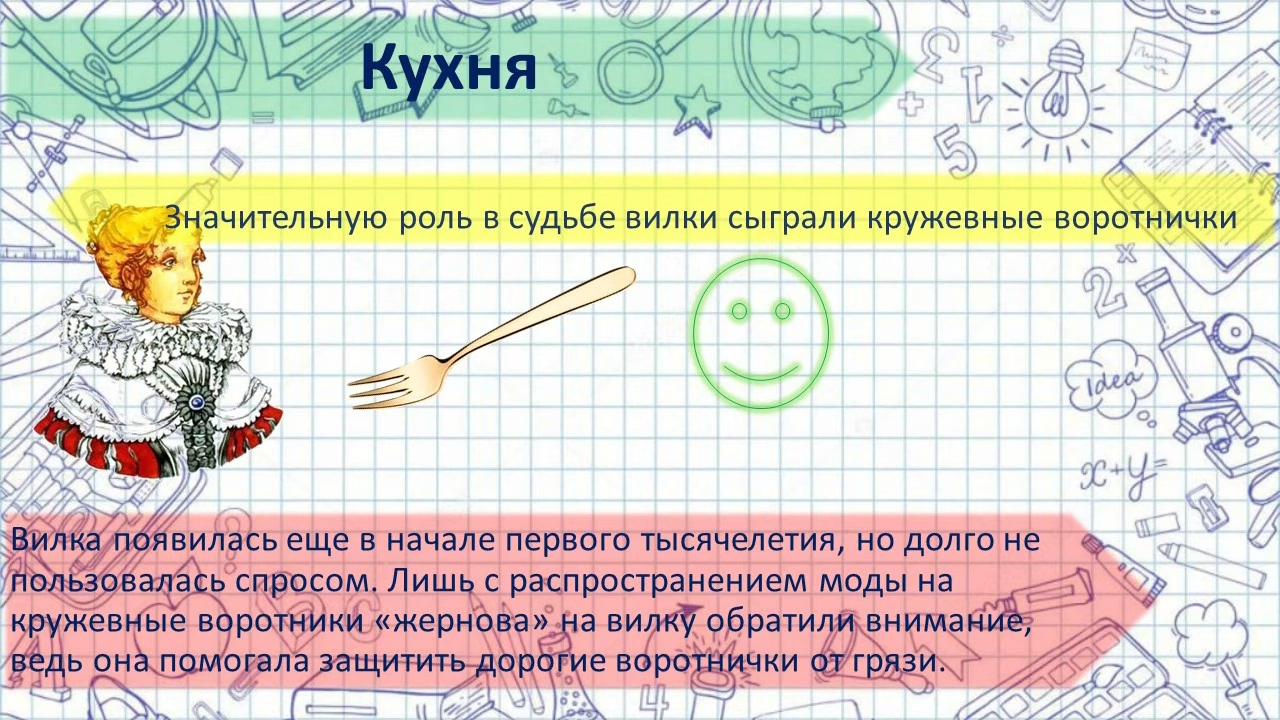 Кухня
Значительную роль в судьбе вилки сыграли кружевные воротнички
Idea
x+y=
Вилка появилась еще в начале первого тысячелетия, но долго не
пользовалась спросом. Лишь с распространением моды на
кружевные воротники «жернова» на вилку обратили внимание,
ведь она помогала защитить дорогие воротнички от грязи.